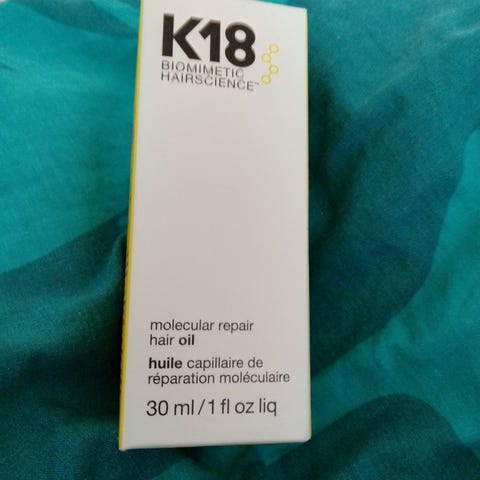 K18
BIOMIMETIC
HAIRSCIENCE™
molecular repair
hair oil
huile capillaire de
réparation moléculaire
30 ml / 1 fl oz liq